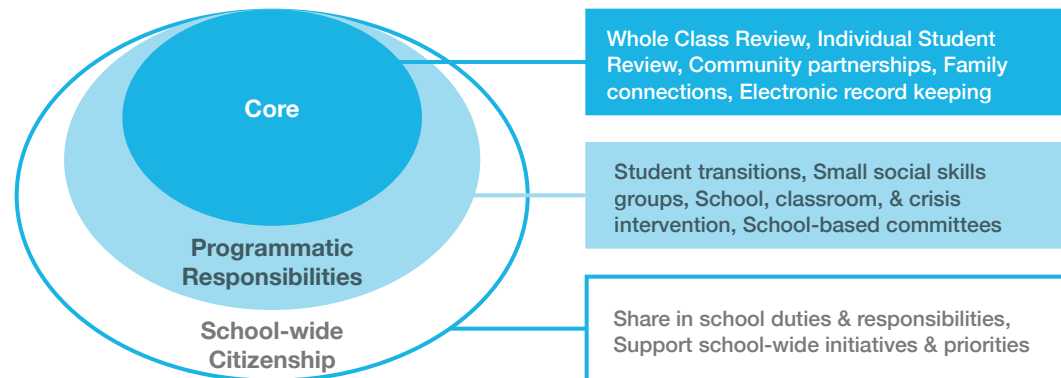 Core
Programmatic
Responsibilities
School-wide
Citizenship
Whole Class Review, Individual Student
Review, Community partnerships, Family
connections, Electronic record keeping
Student transitions, Small social skills
groups, School, classroom, & crisis
intervention, School-based committees
Share in school duties & responsibilities,
Support school-wide initiatives & priorities